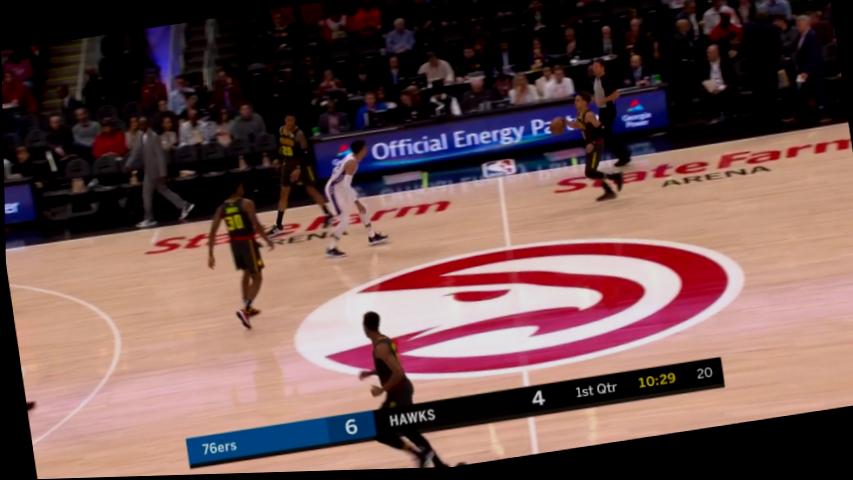 Official Energy Pa
Georgia
Power
er
State Farm
ARENA
State Farm
ARENA
30
76ers 6 HAWKS 4 1st Qtr 10:29 20